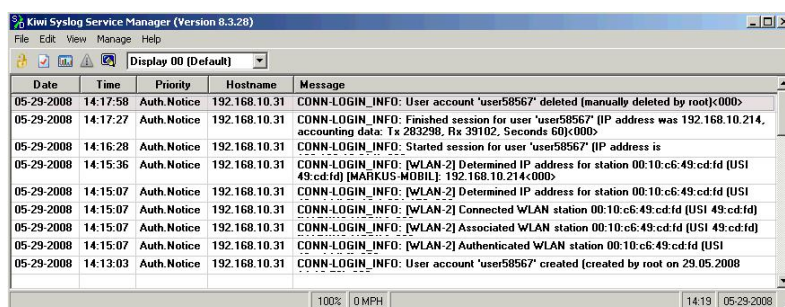 Kiwi Syslog Service Manager (Version 8.3.28)
File Edit View Manage Help
Display 00 (Default)
Date Time Priority Hostname Message
05-29-2008 14:17:58 Auth.Notice 192.168.10.31 CONN-LOGIN_INFO: User account 'user58567' deleted (manually deleted by root)<000>
05-29-2008 14:17:27 Auth.Notice 192.168.10.31 CONN-LOGIN_INFO: Finished session for user 'user58567' (IP address was 192.168.10.214,
accounting data: Tx 283298, Rx 39102, Seconds 60)<000>
05-29-2008 14:16:28 Auth.Notice 192.168.10.31 CONN-LOGIN_INFO: Started session for user 'user58567' (IP address is
05-29-2008 14:15:36 Auth.Notice 192.168.10.31 CONN-LOGIN_INFO: [WLAN-2] Determined IP address for station 00:10:c6:49:cd:fd (USI
49:cd:fd) [MARKUS-MOBIL]: 192.168.10.214<000>
05-29-2008 14:15:07 Auth.Notice 192.168.10.31 CONN-LOGIN_INFO: [WLAN-2] Determined IP address for station 00:10:c6:49:cd:fd (USI
05-29-2008 14:15:07 Auth.Notice 192.168.10.31 CONN-LOGIN_INFO: [WLAN-2] Connected WLAN station 00:10:c6:49:cd:fd (USI 49:cd:fd)
05-29-2008 14:15:07 Auth.Notice 192.168.10.31 CONN-LOGIN_INFO: [WLAN-2] Associated WLAN station 00:10:c6:49:cd:fd (USI 49:cd:fd)
05-29-2008 14:15:07 Auth.Notice 192.168.10.31 CONN-LOGIN_INFO: [WLAN-2] Authenticated WLAN station 00:10:c6:49:cd:fd (USI
05-29-2008 14:13:03 Auth.Notice 192.168.10.31 CONN-LOGIN_INFO: User account 'user58567' created (created by root on 29.05.2008
100% 0 MPH 14:19 05-29-2008